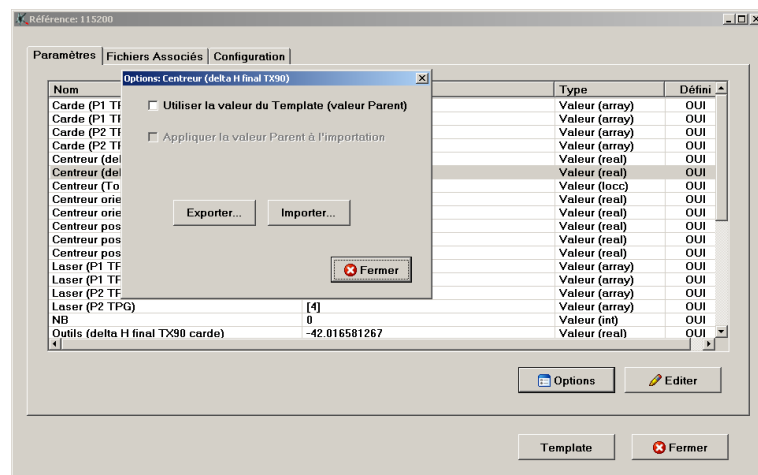 Référence: 115200
Paramètres Fichiers Associés Configuration
Options: Centreur (delta H final TX90)
Utiliser la valeur du Template (valeur Parent)
Appliquer la valeur Parent à l'importation
Exporter... Importer...
Fermer
Nom Type Défini
Carde (P1 TP Valeur (array) OUI
Carde (P1 TF Valeur (array) OUI
Carde (P2 TF Valeur (array) OUI
Carde (P2 TF Valeur (array) OUI
Centreur (del Valeur (real) OUI
Centreur (del Valeur (real) OUI
Centreur (To Valeur (locc) OUI
Centreur orie Valeur (real) OUI
Centreur orie Valeur (real) OUI
Centreur pos Valeur (real) OUI
Centreur pos Valeur (real) OUI
Centreur pos Valeur (real) OUI
Laser (P1 TF Valeur (array) OUI
Laser (P1 TF Valeur (array) OUI
Laser (P2 TF Valeur (array) OUI
Laser (P2 TPG) [4] Valeur (array) OUI
NB 0 Valeur (int) OUI
Outils (delta H final TX90 carde) -42.016581267 Valeur (real) OUI
Options Editer
Template Fermer